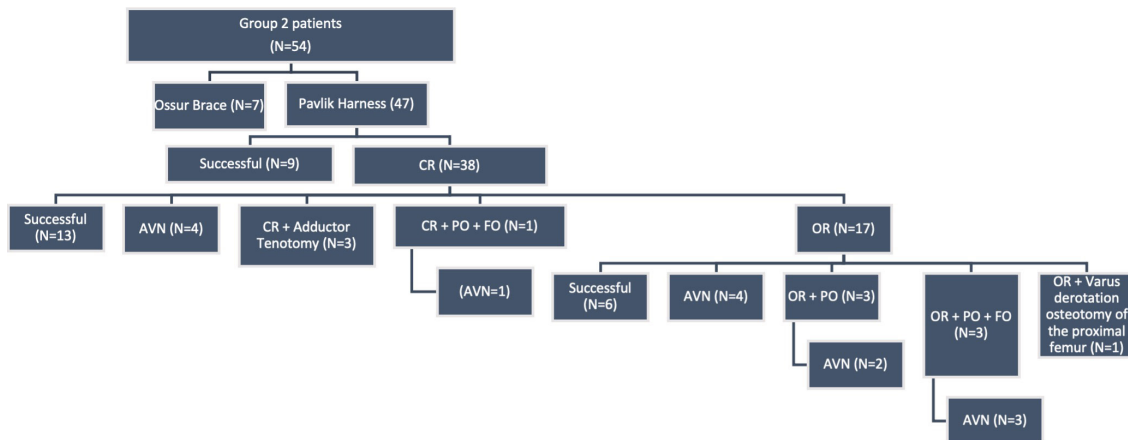 Group 2 patients
(N=54)
Ossur Brace (N=7)
Pavlik Harness (47)
Successful (N=9)
CR (N=38)
Successful
(N=13)
AVN (N=4)
CR + Adductor
Tenotomy (N=3)
CR + PO + FO (N=1)
OR (N=17)
(AVN=1)
Successful
(N=6)
AVN (N=4)
OR + PO (N=3)
OR + PO + FO
(N=3)
OR + Varus
derotation
osteotomy of
the proximal
femur (N=1)
AVN (N=2)
AVN (N=3)